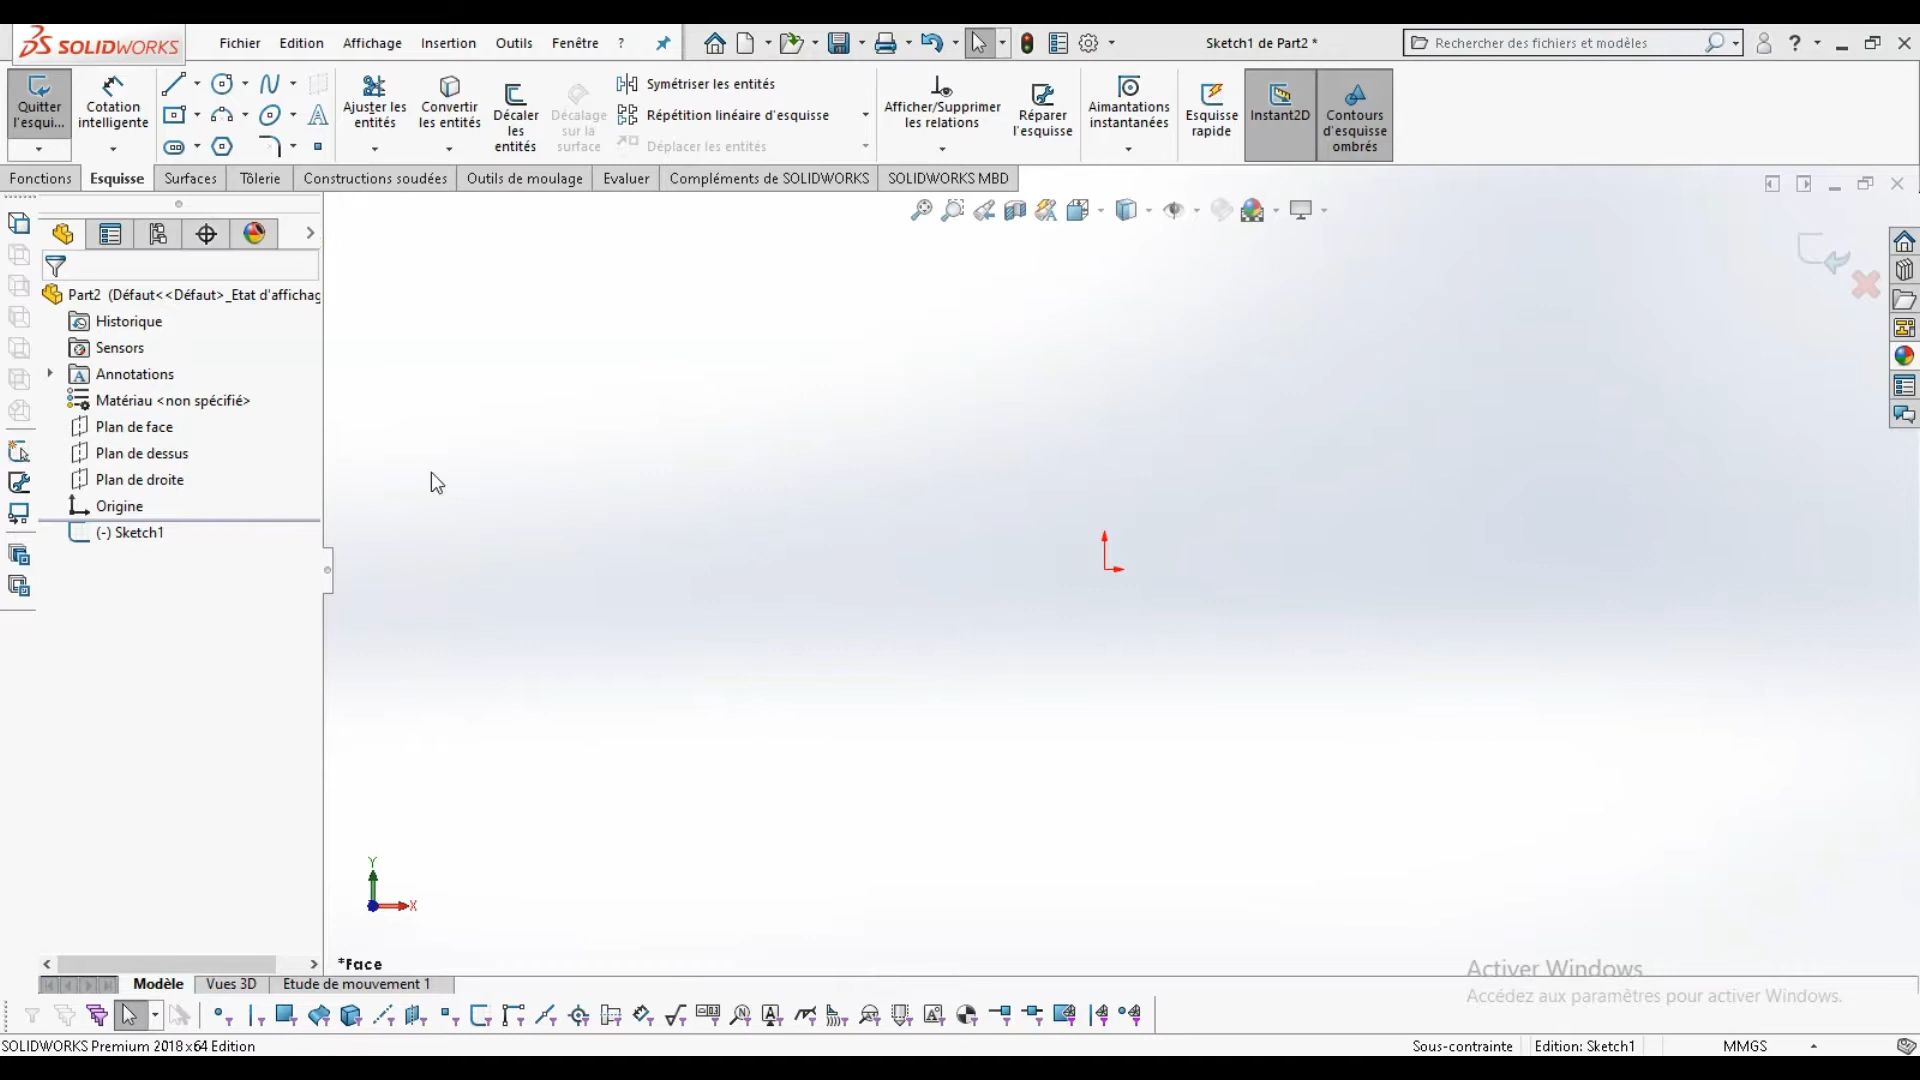 SOLIDWORKS
Fichier Edition Affichage Insertion Outils Fenêtre ?
Sketch1 de Part2 *
Rechercher des fichiers et modèles
?
Quitter l'esqui...
Cotation intelligente
Ajuster les entités
Convertir les entités
Décaler les entités
Décalage sur la surface
Symétriser les entités
Répétition linéaire d'esquisse
Déplacer les entités
Afficher/Supprimer les relations
Réparer l'esquisse
Aimantations instantanées
Esquisse rapide
Instant2D
Contours d'esquisse ombrés
Fonctions Esquisse Surfaces Tôlerie Constructions soudées Outils de moulage Evaluer Compléments de SOLIDWORKS SOLIDWORKS MBD
Part2 (Défaut<<Défaut>_Etat d'affichag
Historique
Sensors
Annotations
Matériau <non spécifié>
Plan de face
Plan de dessus
Plan de droite
Origine
(-) Sketch1
Y
X
*Face
Activer Windows
Accédez aux paramètres pour activer Windows.
Modèle Vues 3D Etude de mouvement 1
SOLIDWORKS Premium 2018 x64 Edition
Sous-contrainte
Edition: Sketch1
MMGS